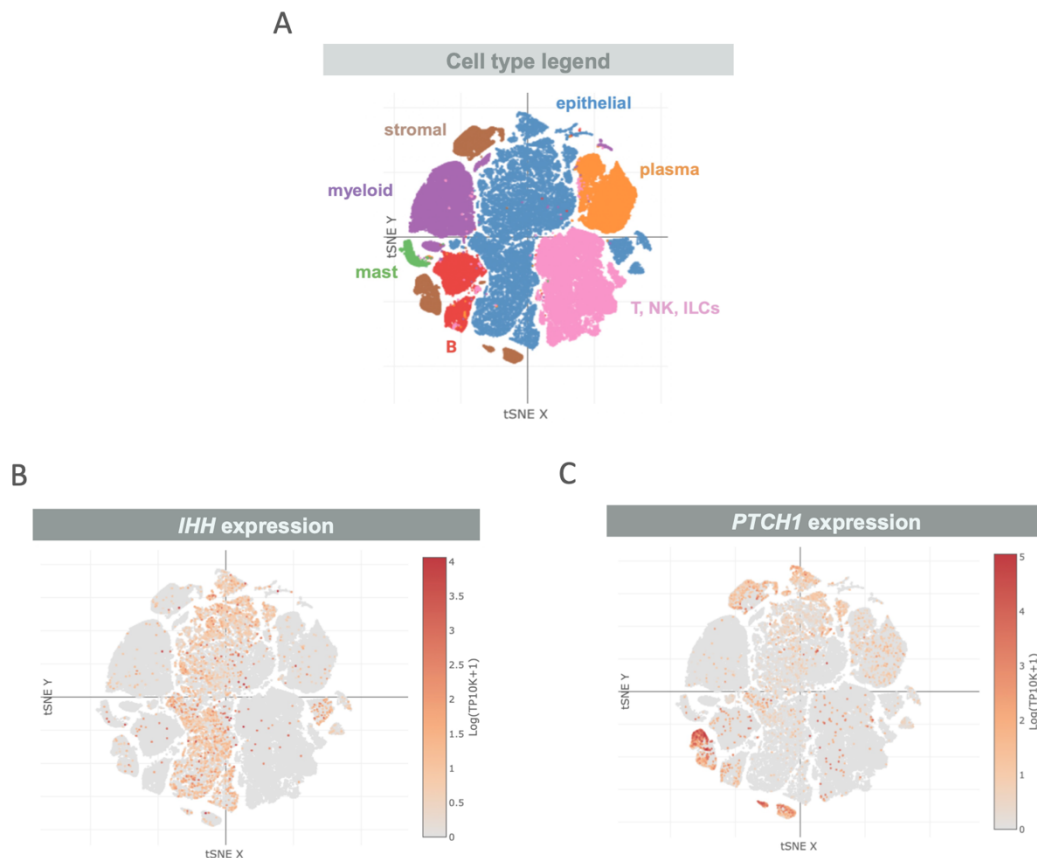 A
Cell type legend
epithelial
stromal
plasma
myeloid
tSNE Y
mast
T, NK, ILCs
B
tSNE X
B
IHH expression
4
3.5
3
2.5
2
1.5
1
0.5
0
Log(TP10K+1)
tSNE Y
tSNE X
C
PTCH1 expression
5
4
3
2
1
0
Log(TP10K+1)
tSNE Y
tSNE X